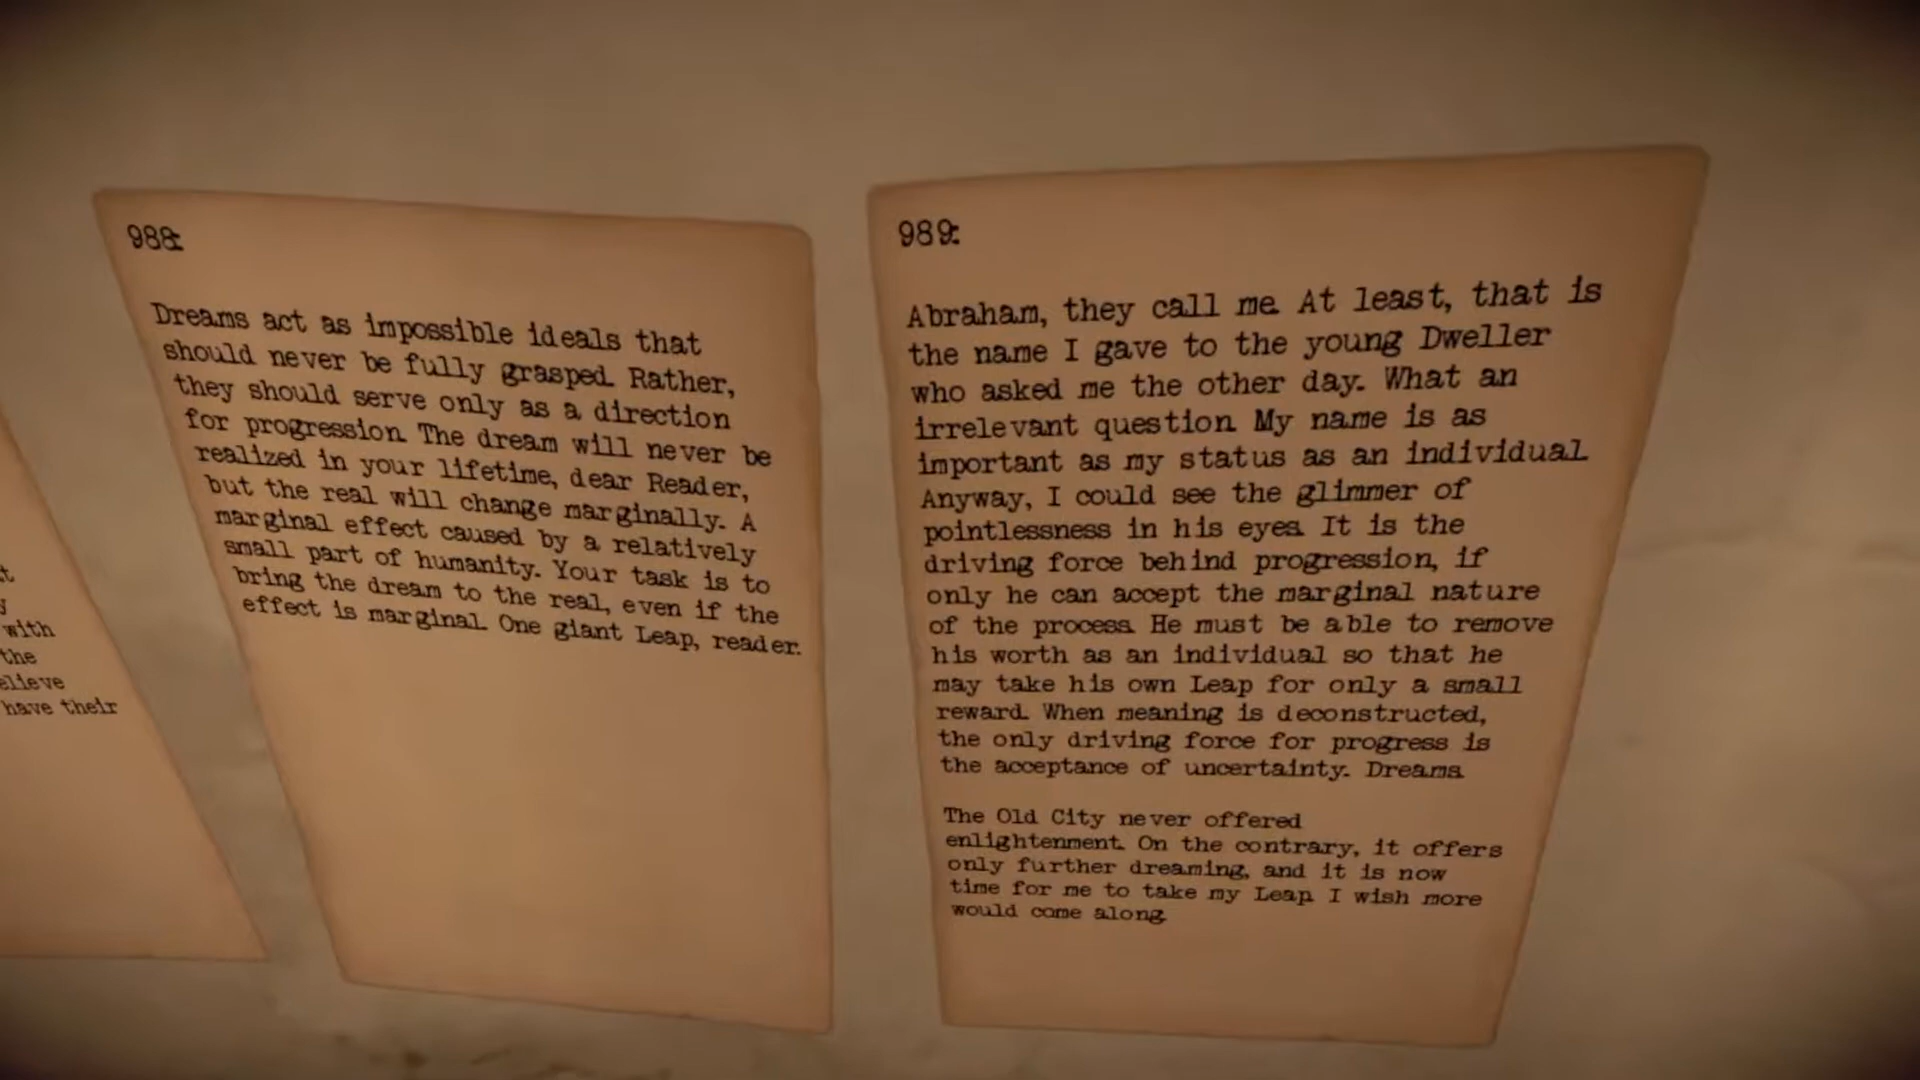 t
y
with
the
elieve
have their
988:
Dreams act as impossible ideals that
should never be fully grasped. Rather,
they should serve only as a direction
for progression. The dream will never be
realized in your lifetime, dear Reader,
but the real will change marginally. A
marginal effect caused by a relatively
small part of humanity. Your task is to
bring the dream to the real, even if the
effect is marginal. One giant Leap, reader.
989:
Abraham, they call me. At least, that is
the name I gave to the young Dweller
who asked me the other day. What an
irrelevant question. My name is as
important as my status as an individual.
Anyway, I could see the glimmer of
pointlessness in his eyes. It is the
driving force behind progression, if
only he can accept the marginal nature
of the process. He must be able to remove
his worth as an individual so that he
may take his own Leap for only a small
reward. When meaning is deconstructed,
the only driving force for progress is
the acceptance of uncertainty. Dreams.
The Old City never offered
enlightenment. On the contrary, it offers
only further dreaming, and it is now
time for me to take my Leap. I wish more
would come along.